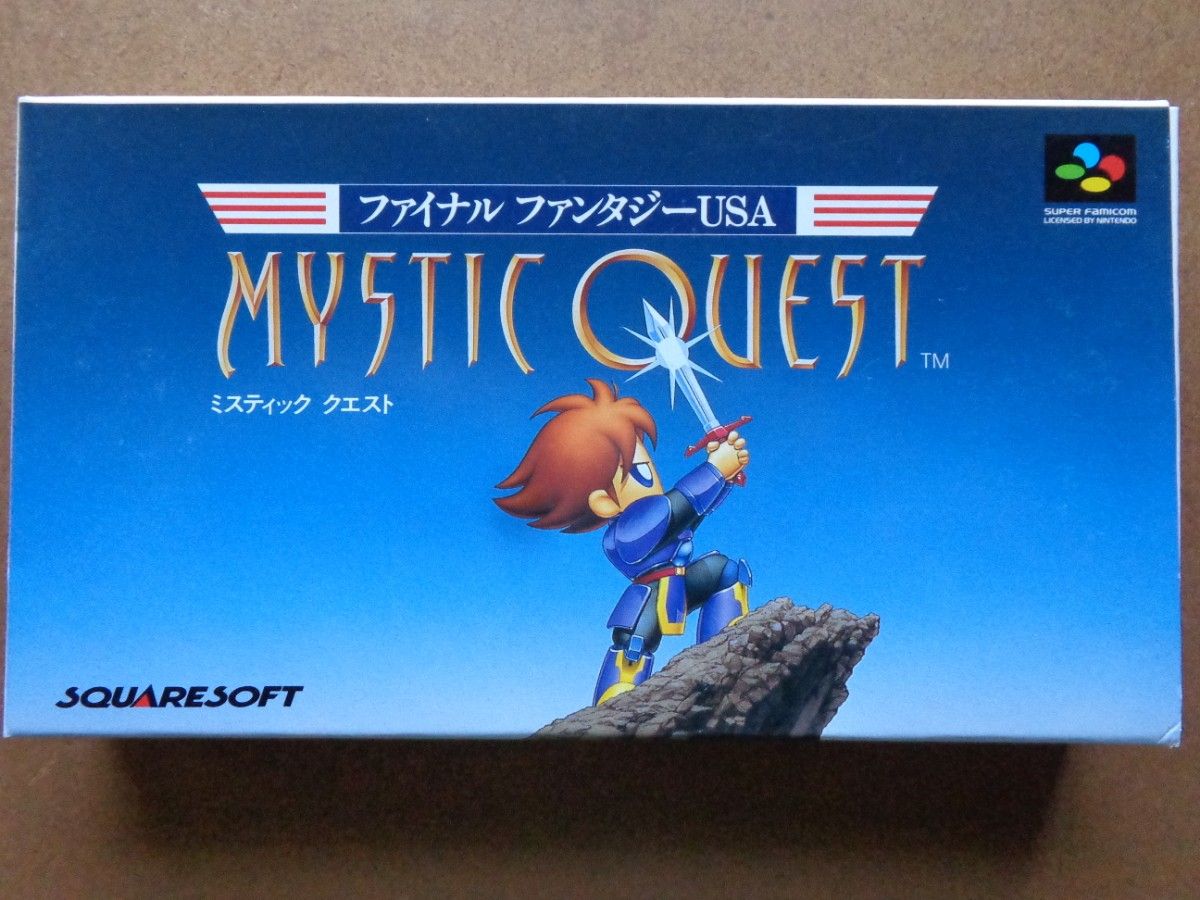 ファイナル ファンタジーUSA
MYSTIC QUEST TM
ミスティック クエスト
SUPER FAMICOM
LICENSED BY NINTENDO
SQUARESOFT